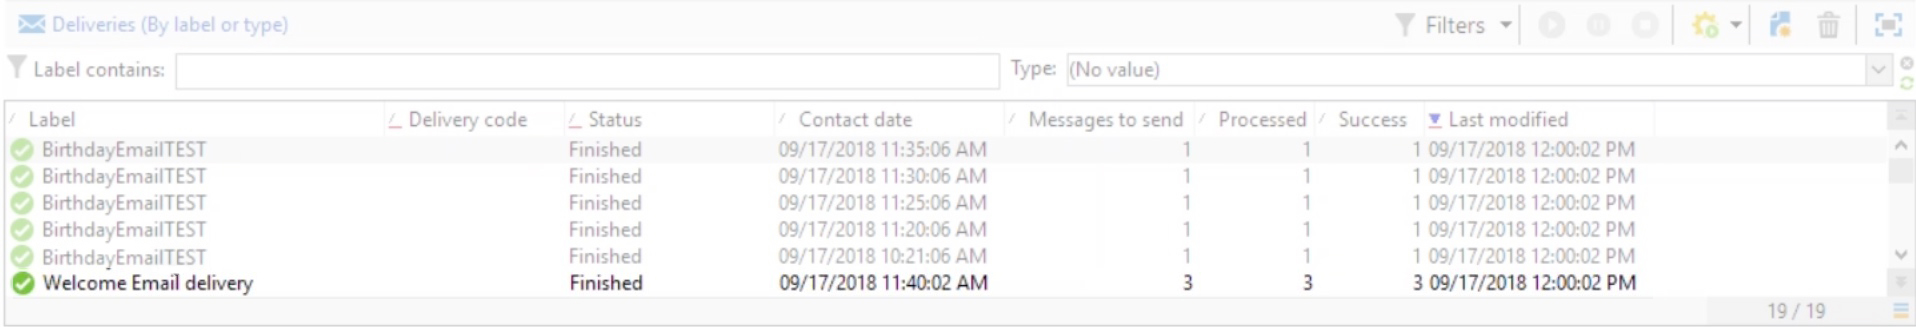 Deliveries (By label or type) Filters
Label contains: Type: (No value)
Label Delivery code Status Contact date Messages to send Processed Success Last modified
BirthdayEmailTEST Finished 09/17/2018 11:35:06 AM 1 1 1 09/17/2018 12:00:02 PM
BirthdayEmailTEST Finished 09/17/2018 11:30:06 AM 1 1 1 09/17/2018 12:00:02 PM
BirthdayEmailTEST Finished 09/17/2018 11:25:06 AM 1 1 1 09/17/2018 12:00:02 PM
BirthdayEmailTEST Finished 09/17/2018 11:20:06 AM 1 1 1 09/17/2018 12:00:02 PM
BirthdayEmailTEST Finished 09/17/2018 10:21:06 AM 1 1 1 09/17/2018 12:00:02 PM
Welcome Email delivery Finished 09/17/2018 11:40:02 AM 3 3 3 09/17/2018 12:00:02 PM
19 / 19